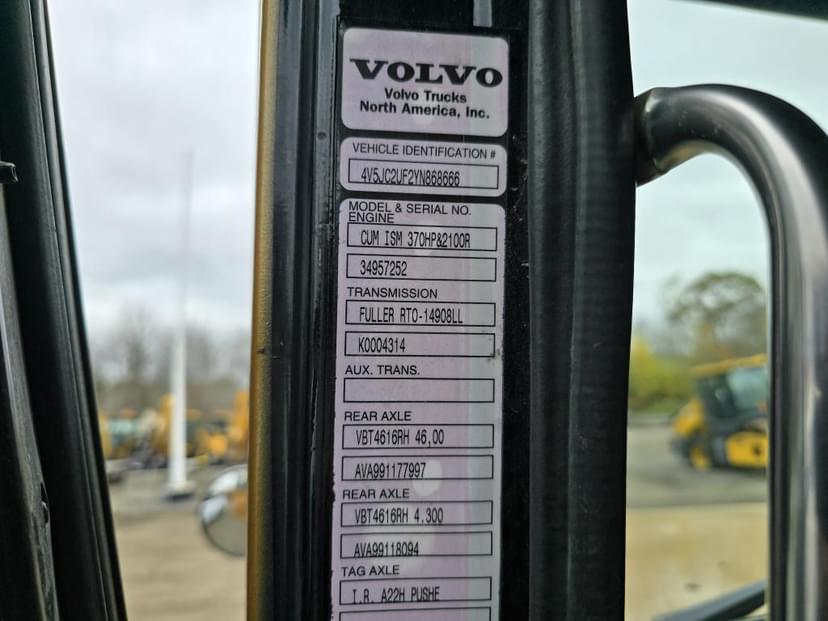 VOLVO
Volvo Trucks
North America, Inc.
VEHICLE IDENTIFICATION #
4V5JC2UF2YN868666
MODEL & SERIAL NO.
ENGINE
CUM ISM 370HP&2100R
34957252
TRANSMISSION
FULLER RTO-14908LL
K0004314
AUX. TRANS.
REAR AXLE
VBT4616RH 46,00
AVA991177997
REAR AXLE
VBT4616RH 4.300
AVA99118094
TAG AXLE
I.R. A22H PUSHE